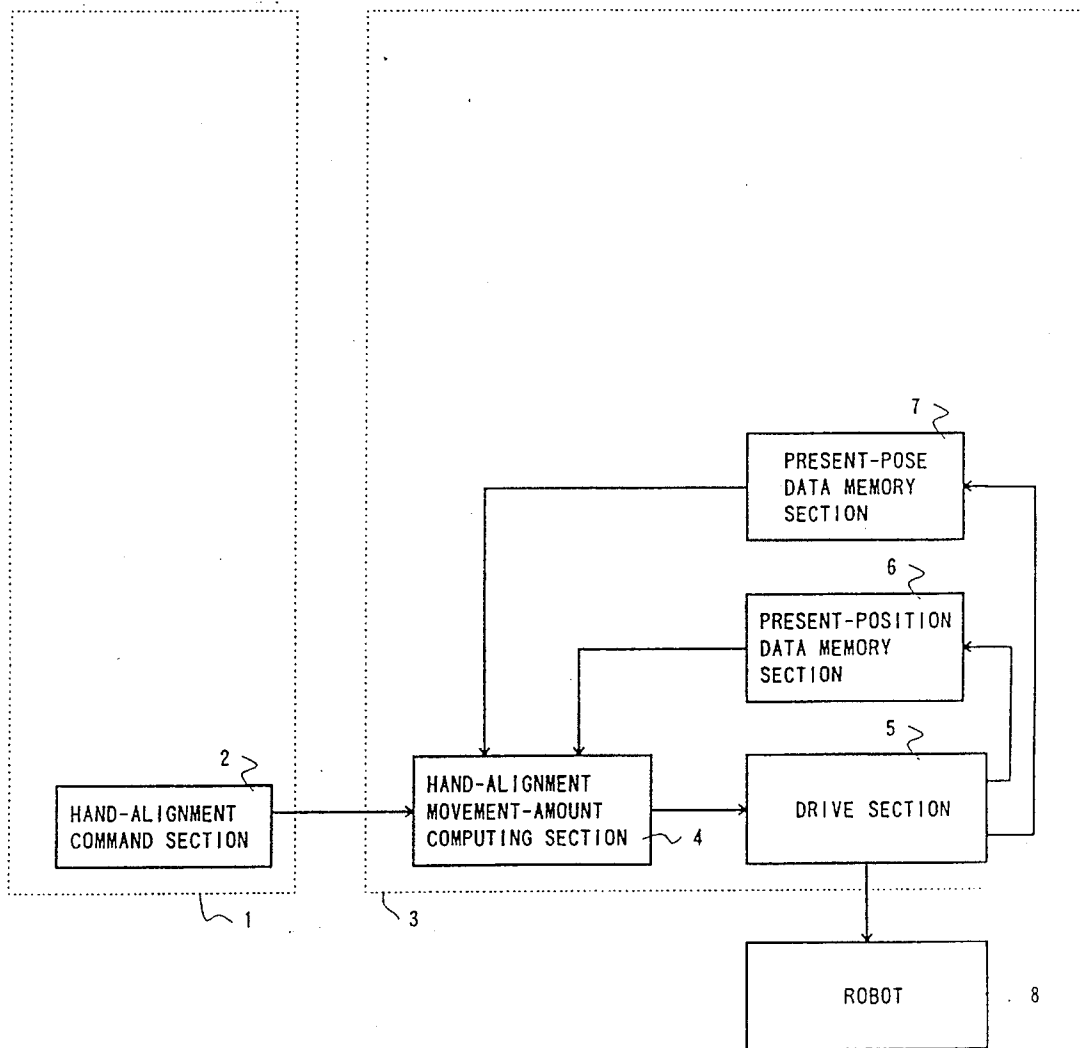 7
PRESENT-POSE
DATA MEMORY
SECTION
6
PRESENT-POSITION
DATA MEMORY
SECTION
5
DRIVE SECTION
2
HAND-ALIGNMENT
COMMAND SECTION
HAND-ALIGNMENT
MOVEMENT-AMOUNT
COMPUTING SECTION
4
1
3
ROBOT
8